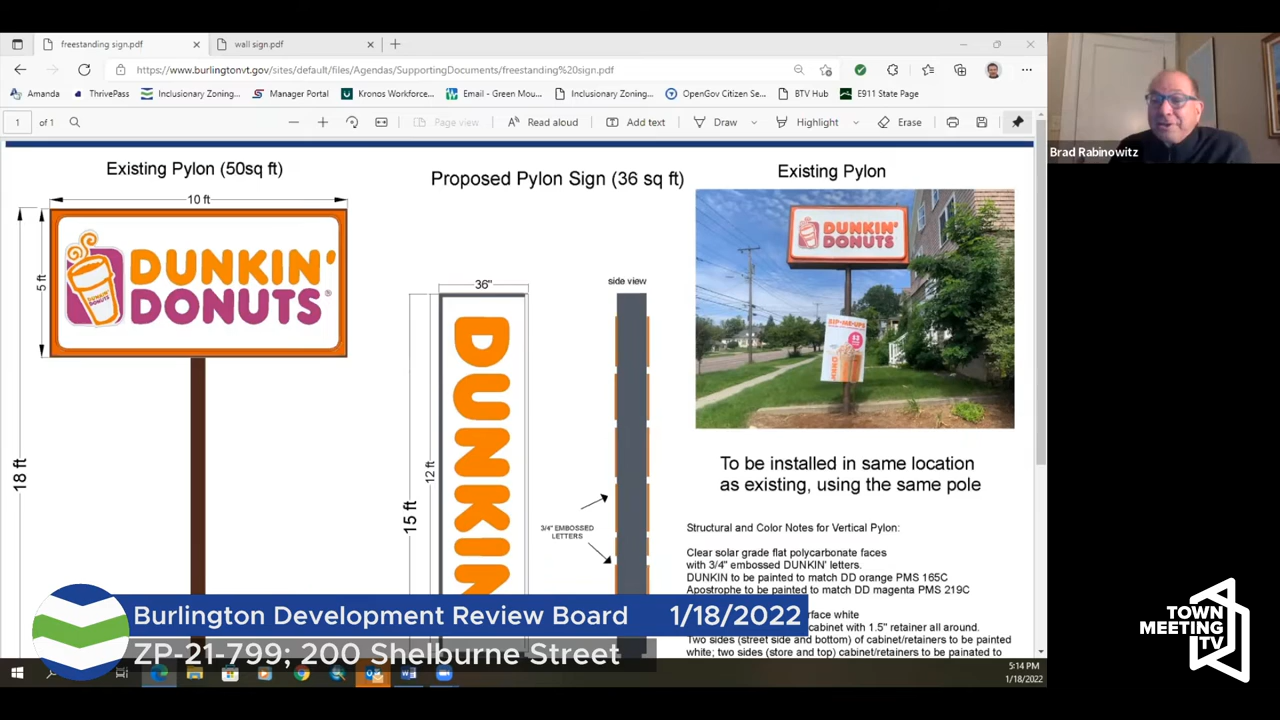 freestanding sign.pdf
wall sign.pdf
https://www.burlingtonvt.gov/sites/default/files/Agendas/SupportingDocuments/freestanding%20sign.pdf
Amanda ThrivePass Inclusionary Zoning... Manager Portal Kronos Workforce... Email - Green Mou... Inclusionary Zoning... OpenGov Citizen Se... BTV Hub E911 State Page
1 of 1 Page view Read aloud Add text Draw Highlight Erase
Brad Rabinowitz
Existing Pylon (50sq ft)
10 ft
5 ft
DUNKIN'
DONUTS®
18 ft
Proposed Pylon Sign (36 sq ft)
36"
12 ft
15 ft
DUNKIN
side view
3/4" EMBOSSED
LETTERS
Existing Pylon
DUNKIN'
DONUTS
To be installed in same location
as existing, using the same pole
Structural and Color Notes for Vertical Pylon:
Clear solar grade flat polycarbonate faces
with 3/4" embossed DUNKIN' letters.
DUNKIN to be painted to match DD orange PMS 165C
Apostrophe to be painted to match DD magenta PMS 219C
white
cabinet with 1.5" retainer all around.
Two sides (street side and bottom) of cabinet/retainers to be painted
white; two sides (store and top) cabinet/retainers to be painated to
Burlington Development Review Board 1/18/2022
ZP-21-799; 200 Shelburne Street
5:14 PM
1/18/2022
TOWN
MEETING
TV